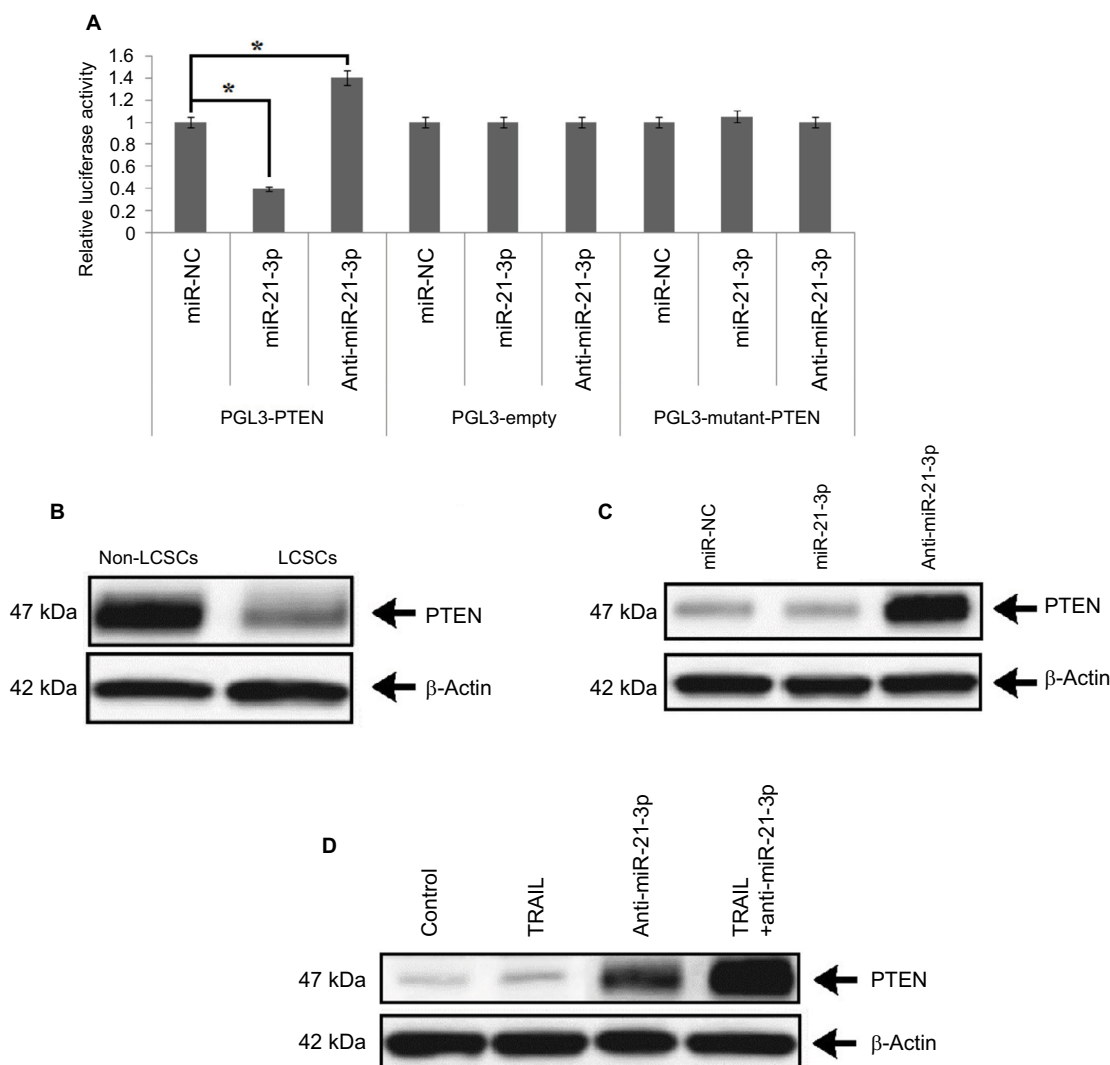 A
Relative luciferase activity
1.6
1.4
1.2
1
0.8
0.6
0.4
0.2
0
*
*
miR-NC
miR-21-3p
Anti-miR-21-3p
miR-NC
miR-21-3p
Anti-miR-21-3p
miR-NC
miR-21-3p
Anti-miR-21-3p
PGL3-PTEN
PGL3-empty
PGL3-mutant-PTEN
B
Non-LCSCs
LCSCs
47 kDa
PTEN
42 kDa
β-Actin
C
miR-NC
miR-21-3p
Anti-miR-21-3p
47 kDa
PTEN
42 kDa
β-Actin
D
Control
TRAIL
Anti-miR-21-3p
TRAIL
+anti-miR-21-3p
47 kDa
PTEN
42 kDa
β-Actin